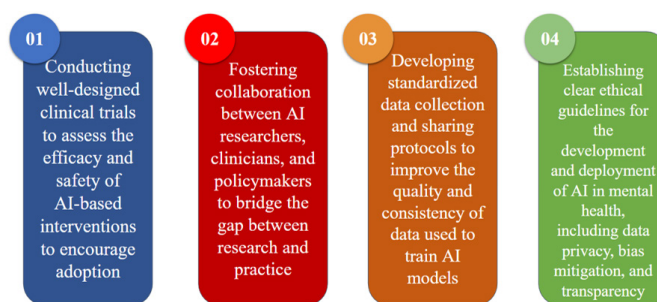 01
Conducting
well-designed
clinical trials
to assess the
efficacy and
safety of
AI-based
interventions
to encourage
adoption
02
Fostering
collaboration
between AI
researchers,
clinicians, and
policymakers
to bridge the
gap between
research and
practice
03
Developing
standardized
data collection
and sharing
protocols to
improve the
quality and
consistency of
data used to
train AI
models
04
Establishing
clear ethical
guidelines for
the
development
and deployment
of AI in mental
health,
including data
privacy, bias
mitigation, and
transparency